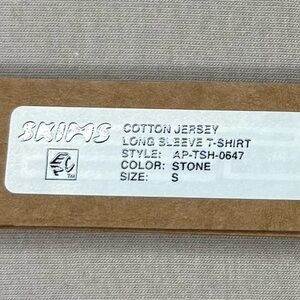 SKIMS
COTTON JERSEY
LONG SLEEVE T-SHIRT
STYLE: AP-TSH-0647
COLOR: STONE
SIZE: S